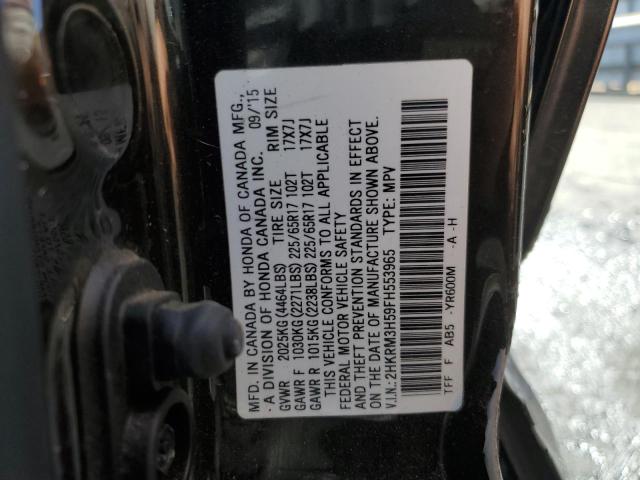 MFD. IN CANADA BY HONDA OF CANADA MFG.,
A DIVISION OF HONDA CANADA INC. 09/'15
GVWR 2025KG (4464LBS) TIRE SIZE RIM SIZE
GAWR F 1030KG (2271LBS) 225/65R17 102T 17X7J
GAWR R 1015KG (2238LBS) 225/65R17 102T 17X7J
THIS VEHICLE CONFORMS TO ALL APPLICABLE
FEDERAL MOTOR VEHICLE SAFETY
AND THEFT PREVENTION STANDARDS IN EFFECT
ON THE DATE OF MANUFACTURE SHOWN ABOVE.
V.I.N.: 2HKRM3H59FH553965 TYPE: MPV
TFF F AB5 -YR600M -A -H